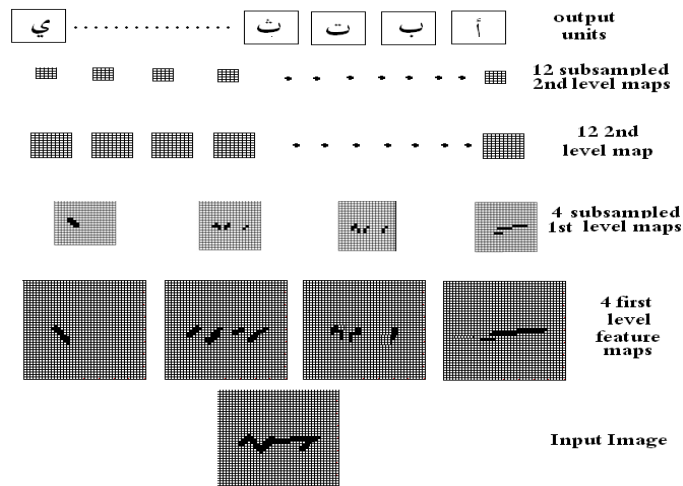 أ ب ت ث ي
output
units
12 subsampled
2nd level maps
12 2nd
level map
4 subsampled
1st level maps
4 first
level
feature
maps
Input Image